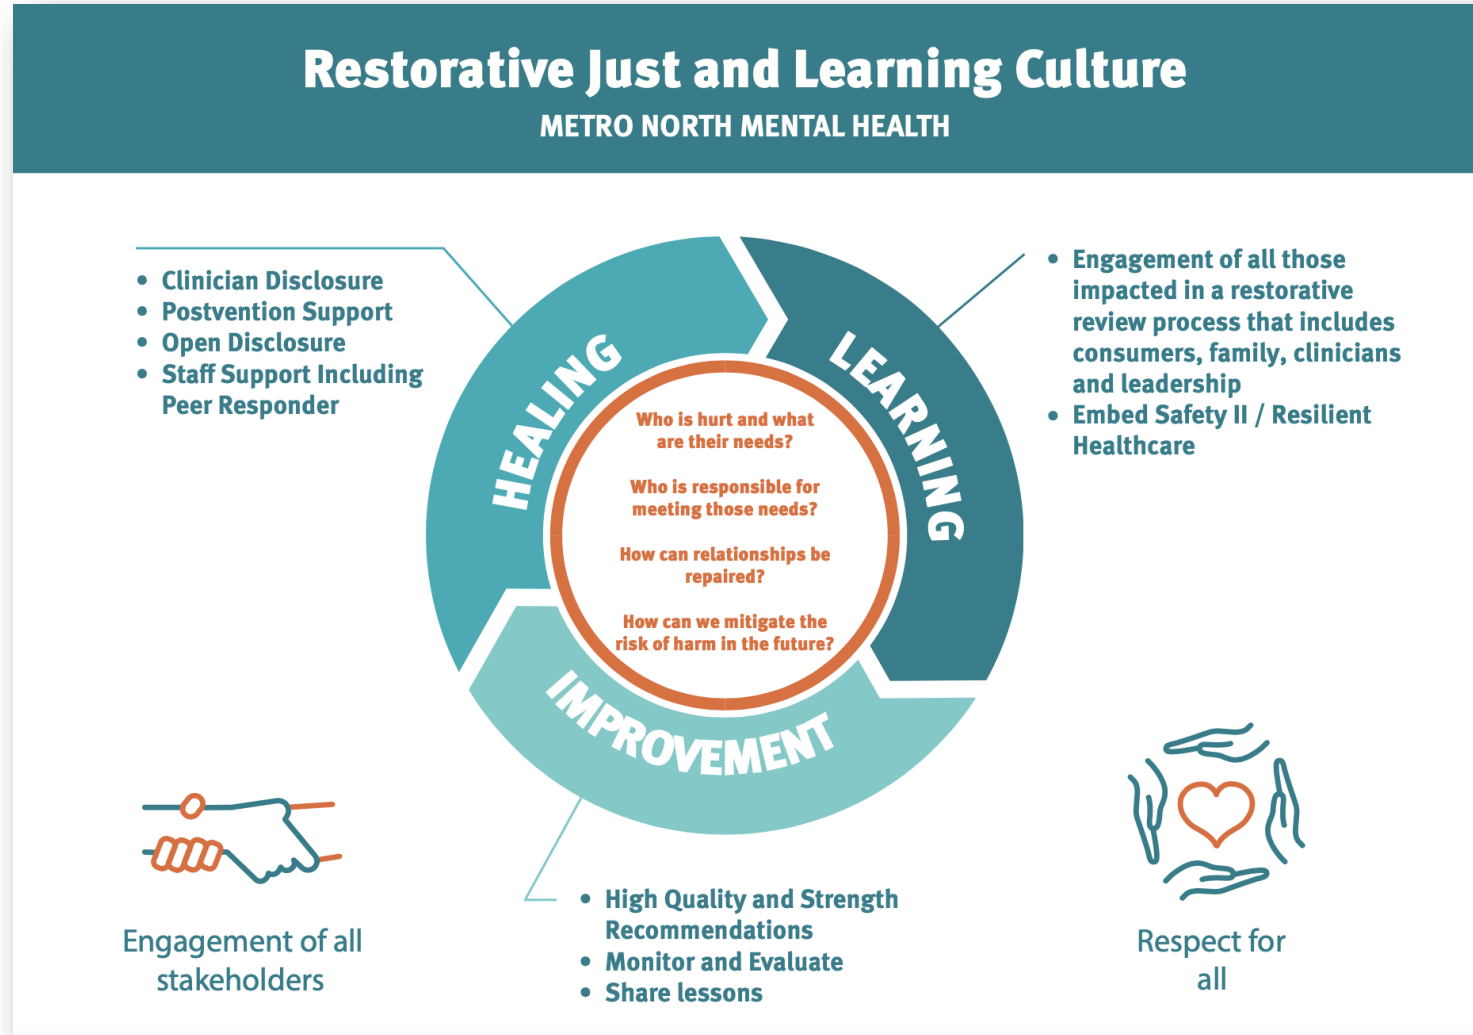 Restorative Just and Learning Culture
METRO NORTH MENTAL HEALTH
• Clinician Disclosure
• Postvention Support
• Open Disclosure
• Staff Support Including
Peer Responder
• Engagement of all those
impacted in a restorative
review process that includes
consumers, family, clinicians
and leadership
• Embed Safety II / Resilient
Healthcare
HEALING
LEARNING
IMPROVEMENT
Who is hurt and what
are their needs?
Who is responsible for
meeting those needs?
How can relationships be
repaired?
How can we mitigate the
risk of harm in the future?
• High Quality and Strength
Recommendations
• Monitor and Evaluate
• Share lessons
Engagement of all
stakeholders
Respect for
all